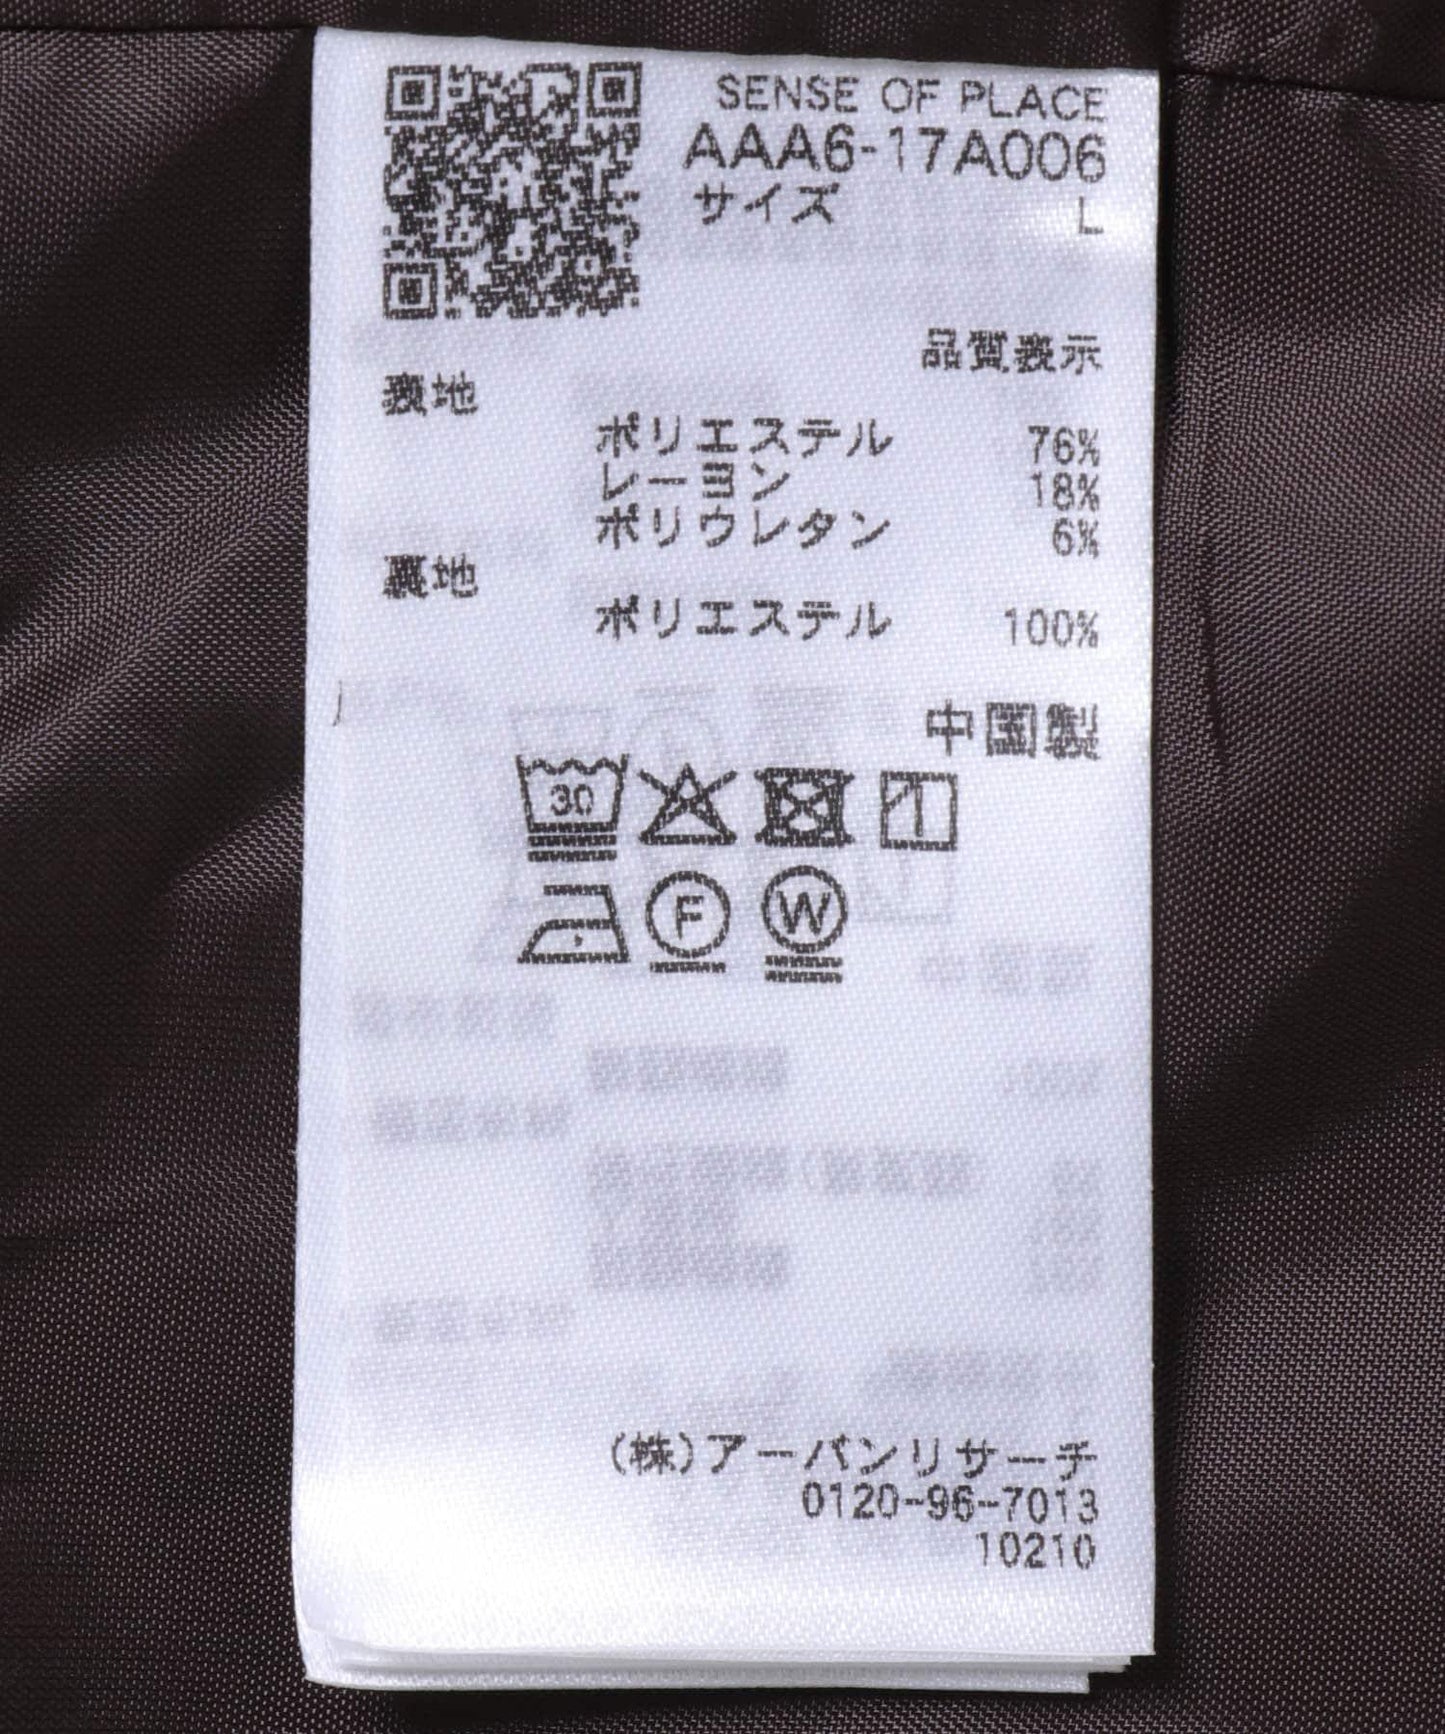 SENSE OF PLACE
AAA6-17A006
サイズ L
品質表示
表地
ポリエステル 76%
レーヨン 18%
ポリウレタン 6%
裏地
ポリエステル 100%
中国製
30
F W
(株)アーバンリサーチ
0120-96-7013
10210